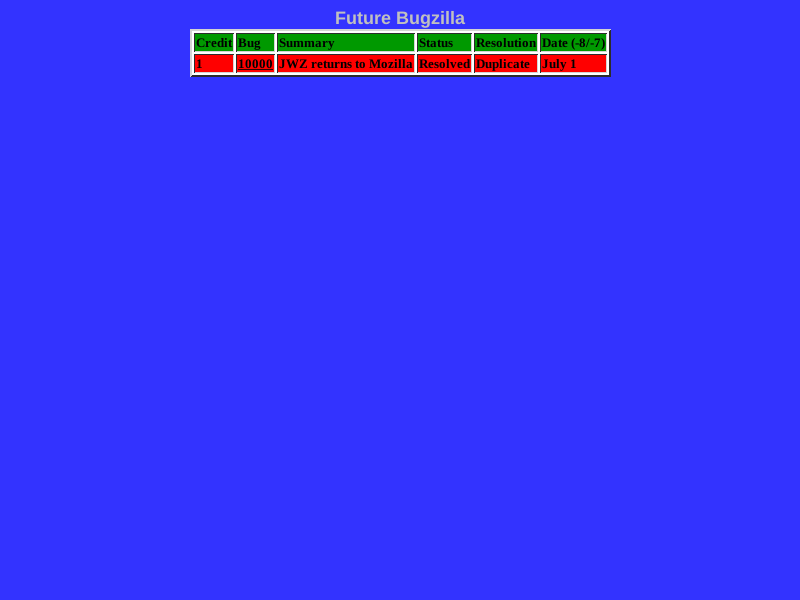 Future Bugzilla
Credit Bug Summary Status Resolution Date (-8/-7)
1 10000 JWZ returns to Mozilla Resolved Duplicate July 1